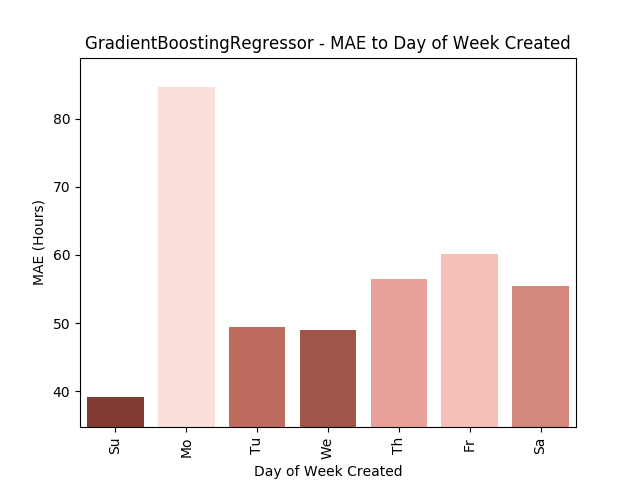 GradientBoostingRegressor - MAE to Day of Week Created
MAE (Hours)
80
70
60
50
40
Su
Mo
Tu
We
Th
Fr
Sa
Day of Week Created